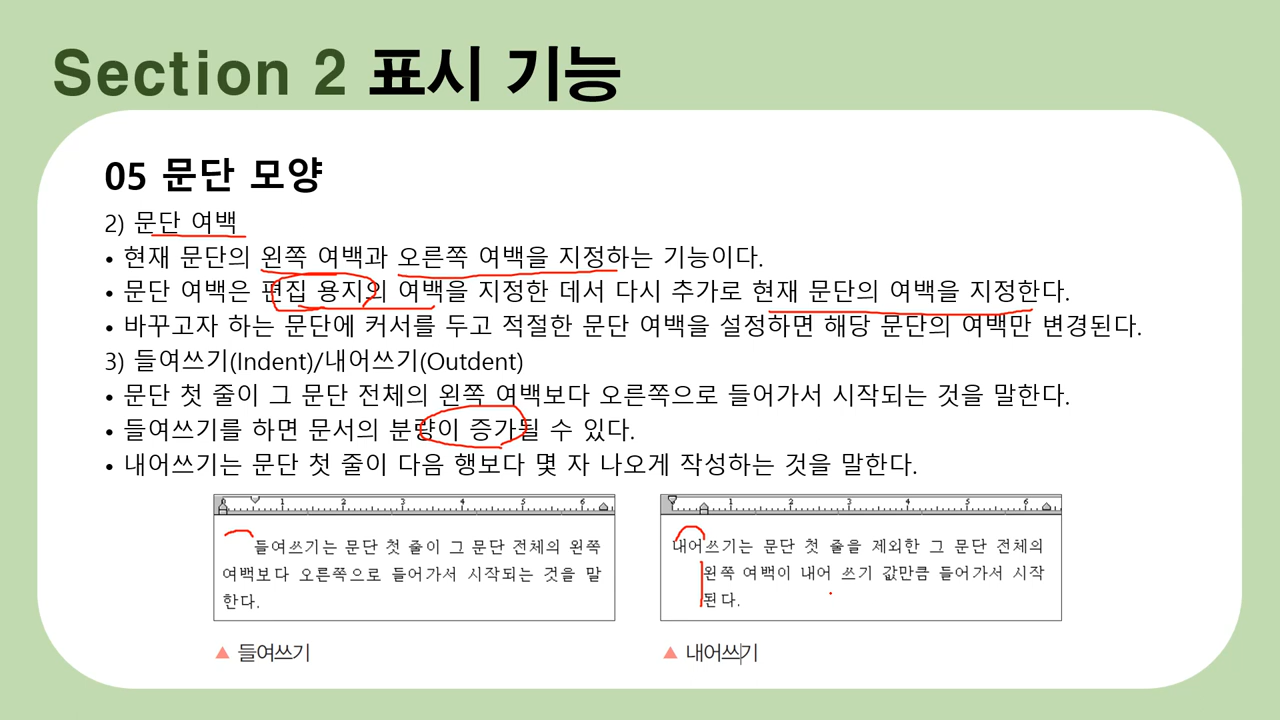 Section 2 표시 기능
05 문단 모양
2) 문단 여백
• 현재 문단의 왼쪽 여백과 오른쪽 여백을 지정하는 기능이다.
• 문단 여백은 편집 용지의 여백을 지정한 데서 다시 추가로 현재 문단의 여백을 지정한다.
• 바꾸고자 하는 문단에 커서를 두고 적절한 문단 여백을 설정하면 해당 문단의 여백만 변경된다.
3) 들여쓰기(Indent)/내어쓰기(Outdent)
• 문단 첫 줄이 그 문단 전체의 왼쪽 여백보다 오른쪽으로 들어가서 시작되는 것을 말한다.
• 들여쓰기를 하면 문서의 분량이 증가될 수 있다.
• 내어쓰기는 문단 첫 줄이 다음 행보다 몇 자 나오게 작성하는 것을 말한다.
0 1 2 3 4 5 6
들여쓰기는 문단 첫 줄이 그 문단 전체의 왼쪽
여백보다 오른쪽으로 들어가서 시작되는 것을 말
한다.
▲ 들여쓰기
1 2 3 4 5 6
내어쓰기는 문단 첫 줄을 제외한 그 문단 전체의
왼쪽 여백이 내어 쓰기 값만큼 들어가서 시작
된다.
▲ 내어쓰기